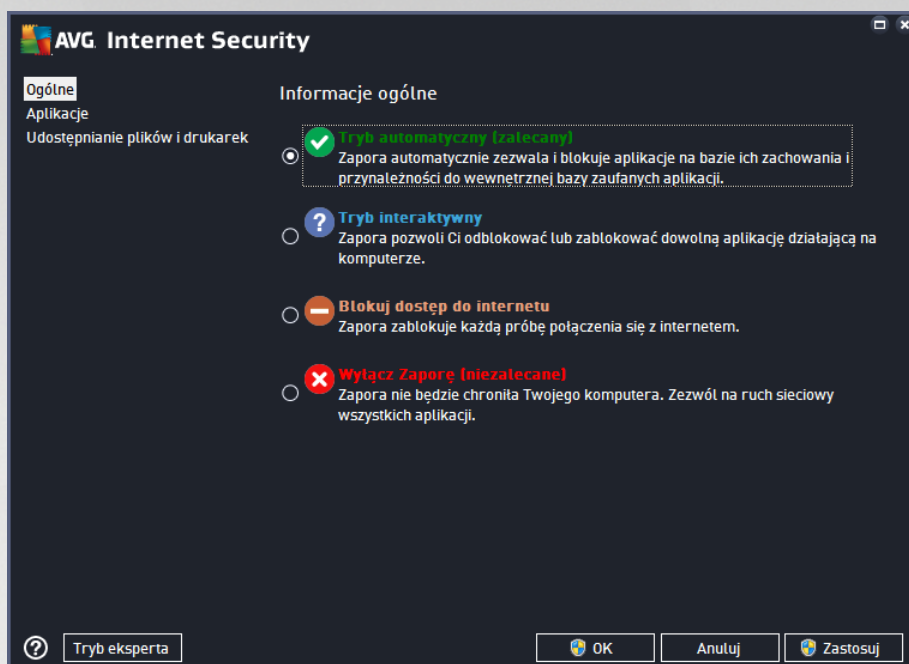 AVG Internet Security
Ogólne
Aplikacje
Udostępnianie plików i drukarek
Informacje ogólne
Tryb automatyczny (zalecany)
Zapora automatycznie zezwala i blokuje aplikacje na bazie ich zachowania i
przynależności do wewnętrznej bazy zaufanych aplikacji.
Tryb interaktywny
Zapora pozwoli Ci odblokować lub zablokować dowolną aplikację działającą na
komputerze.
Blokuj dostęp do internetu
Zapora zablokuje każdą próbę połączenia się z internetem.
Wyłącz Zaporę (niezalecane)
Zapora nie będzie chroniła Twojego komputera. Zezwól na ruch sieciowy
wszystkich aplikacji.
Tryb eksperta
OK
Anuluj
Zastosuj